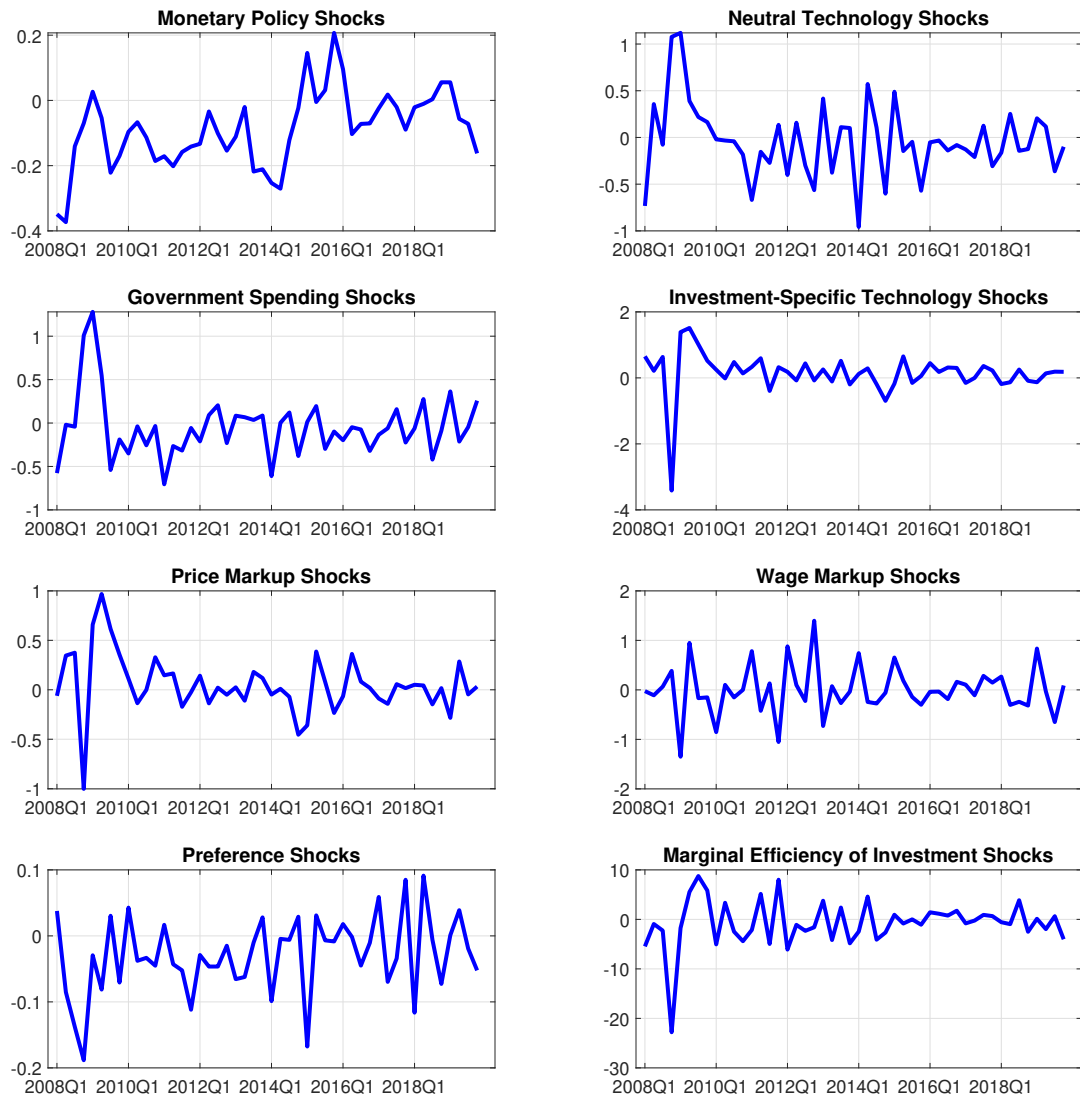 Monetary Policy Shocks
0.2
0
-0.2
-0.4
2008Q1 2010Q1 2012Q1 2014Q1 2016Q1 2018Q1
Neutral Technology Shocks
1
0.5
0
-0.5
-1
2008Q1 2010Q1 2012Q1 2014Q1 2016Q1 2018Q1
Government Spending Shocks
1
0.5
0
-0.5
-1
2008Q1 2010Q1 2012Q1 2014Q1 2016Q1 2018Q1
Investment-Specific Technology Shocks
2
0
-2
-4
2008Q1 2010Q1 2012Q1 2014Q1 2016Q1 2018Q1
Price Markup Shocks
1
0.5
0
-0.5
-1
2008Q1 2010Q1 2012Q1 2014Q1 2016Q1 2018Q1
Wage Markup Shocks
2
1
0
-1
-2
2008Q1 2010Q1 2012Q1 2014Q1 2016Q1 2018Q1
Preference Shocks
0.1
0
-0.1
-0.2
2008Q1 2010Q1 2012Q1 2014Q1 2016Q1 2018Q1
Marginal Efficiency of Investment Shocks
10
0
-10
-20
-30
2008Q1 2010Q1 2012Q1 2014Q1 2016Q1 2018Q1